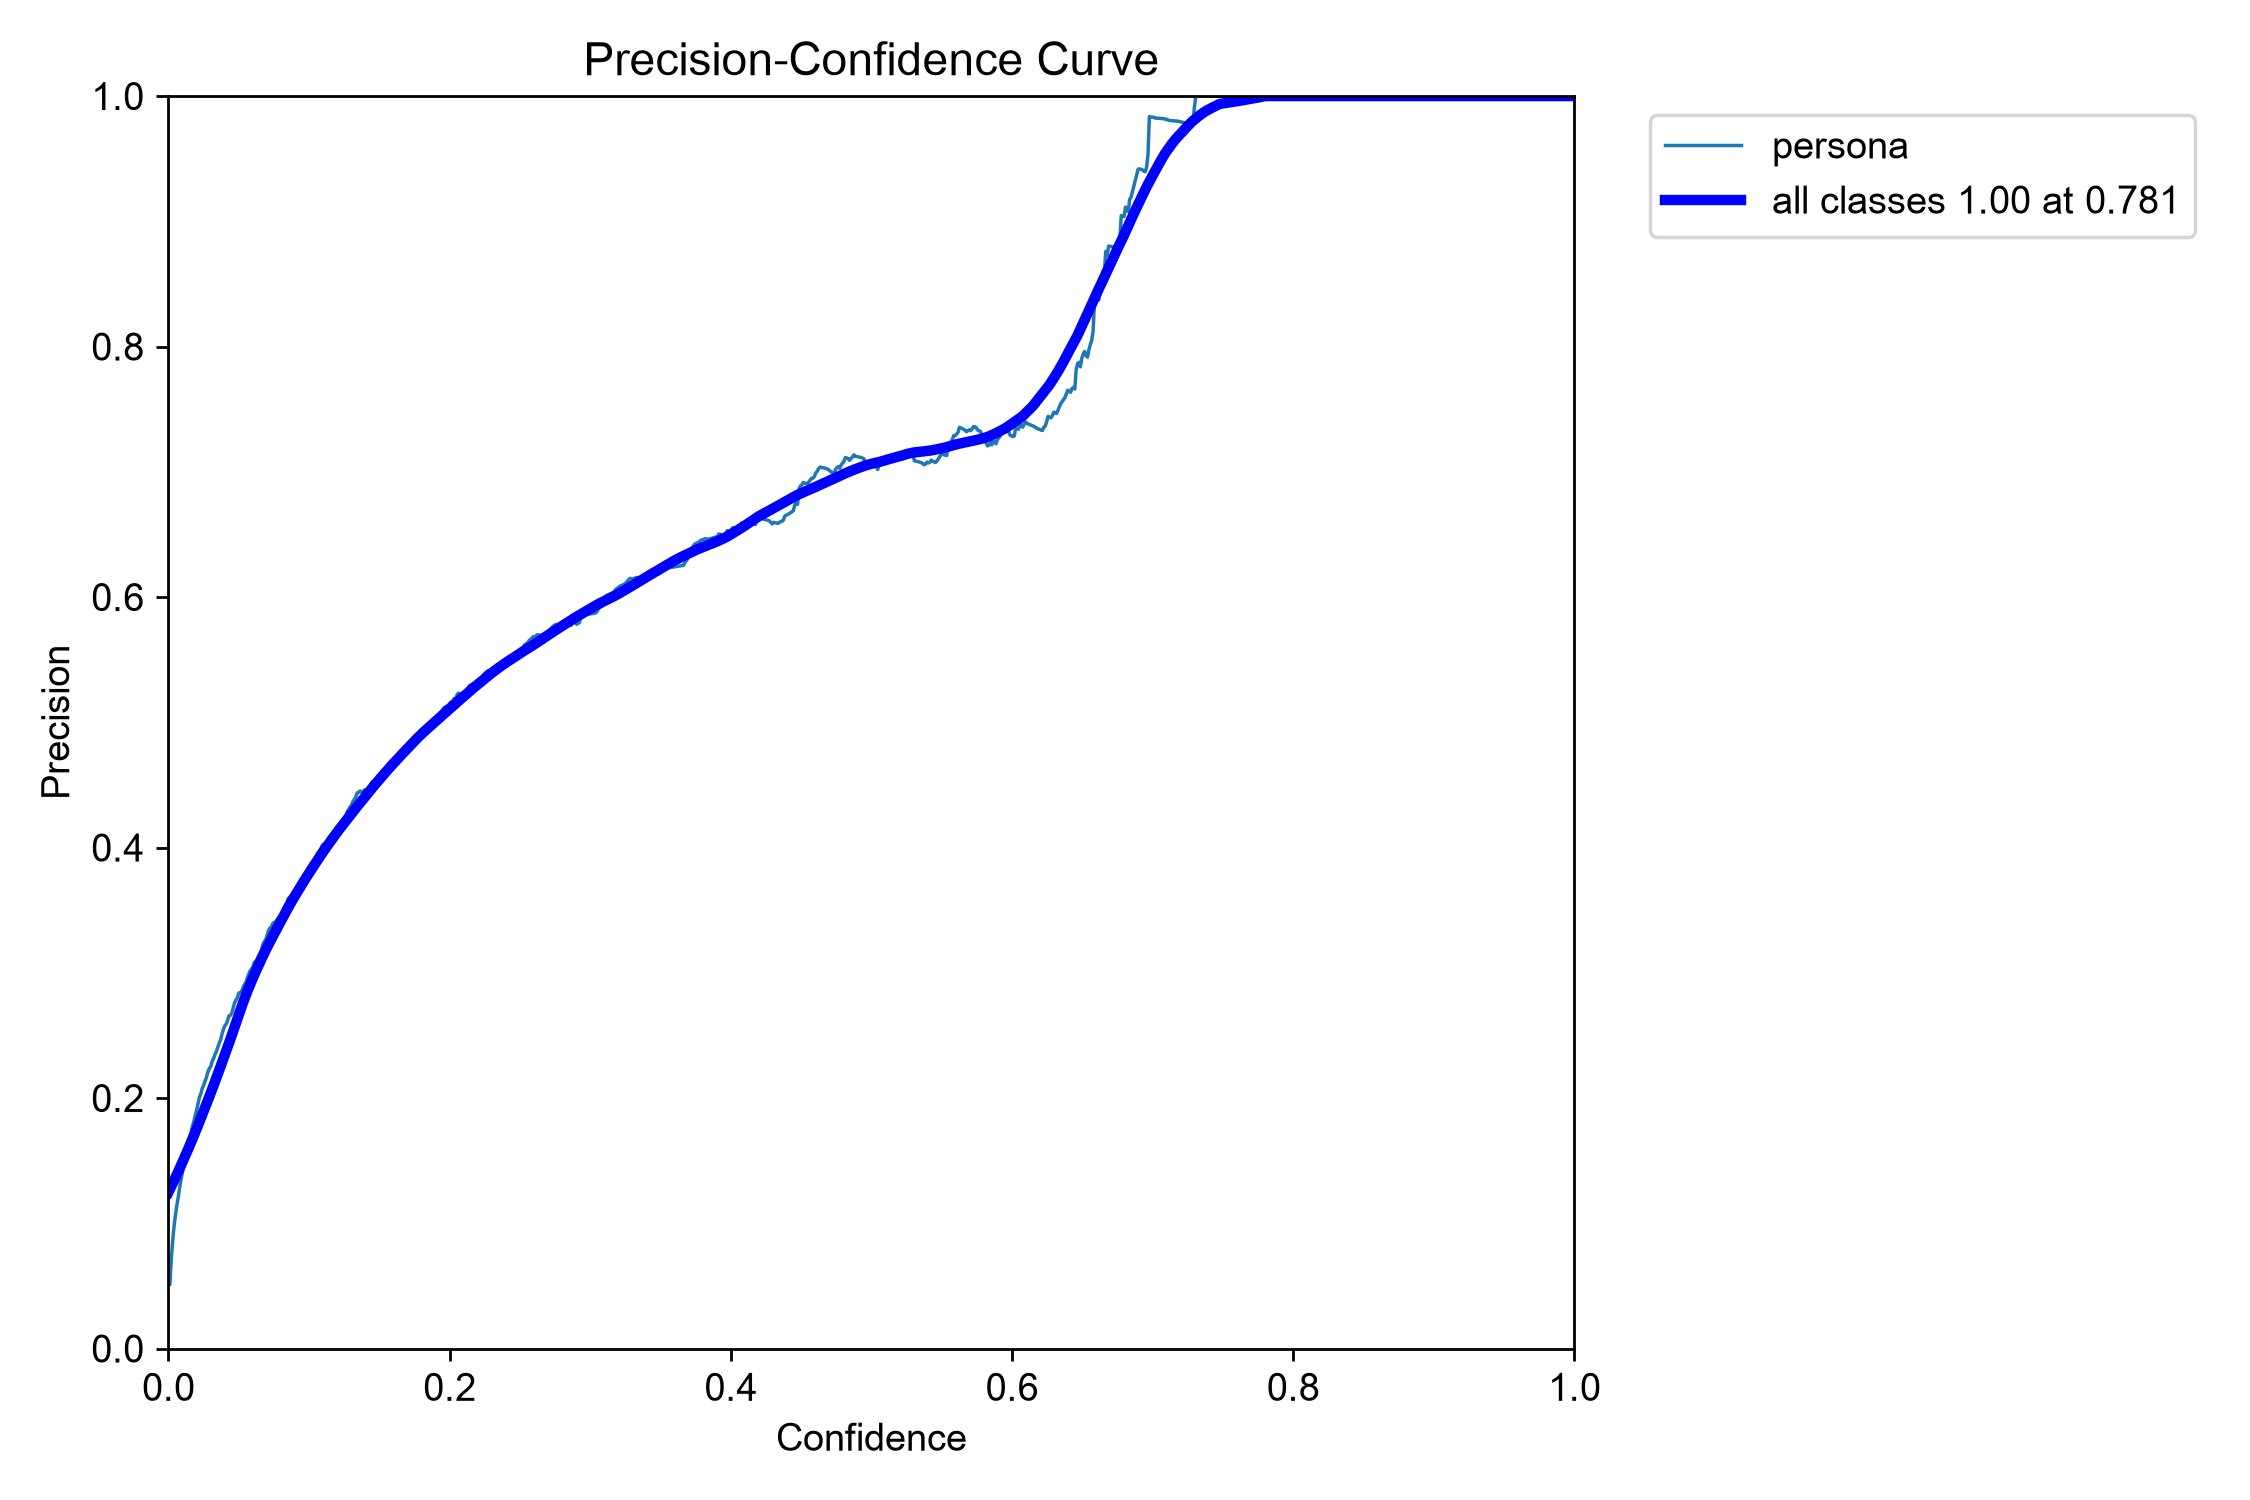 Precision-Confidence Curve
persona
all classes 1.00 at 0.781
Precision
1.0
0.8
0.6
0.4
0.2
0.0
0.0 0.2 0.4 0.6 0.8 1.0
Confidence